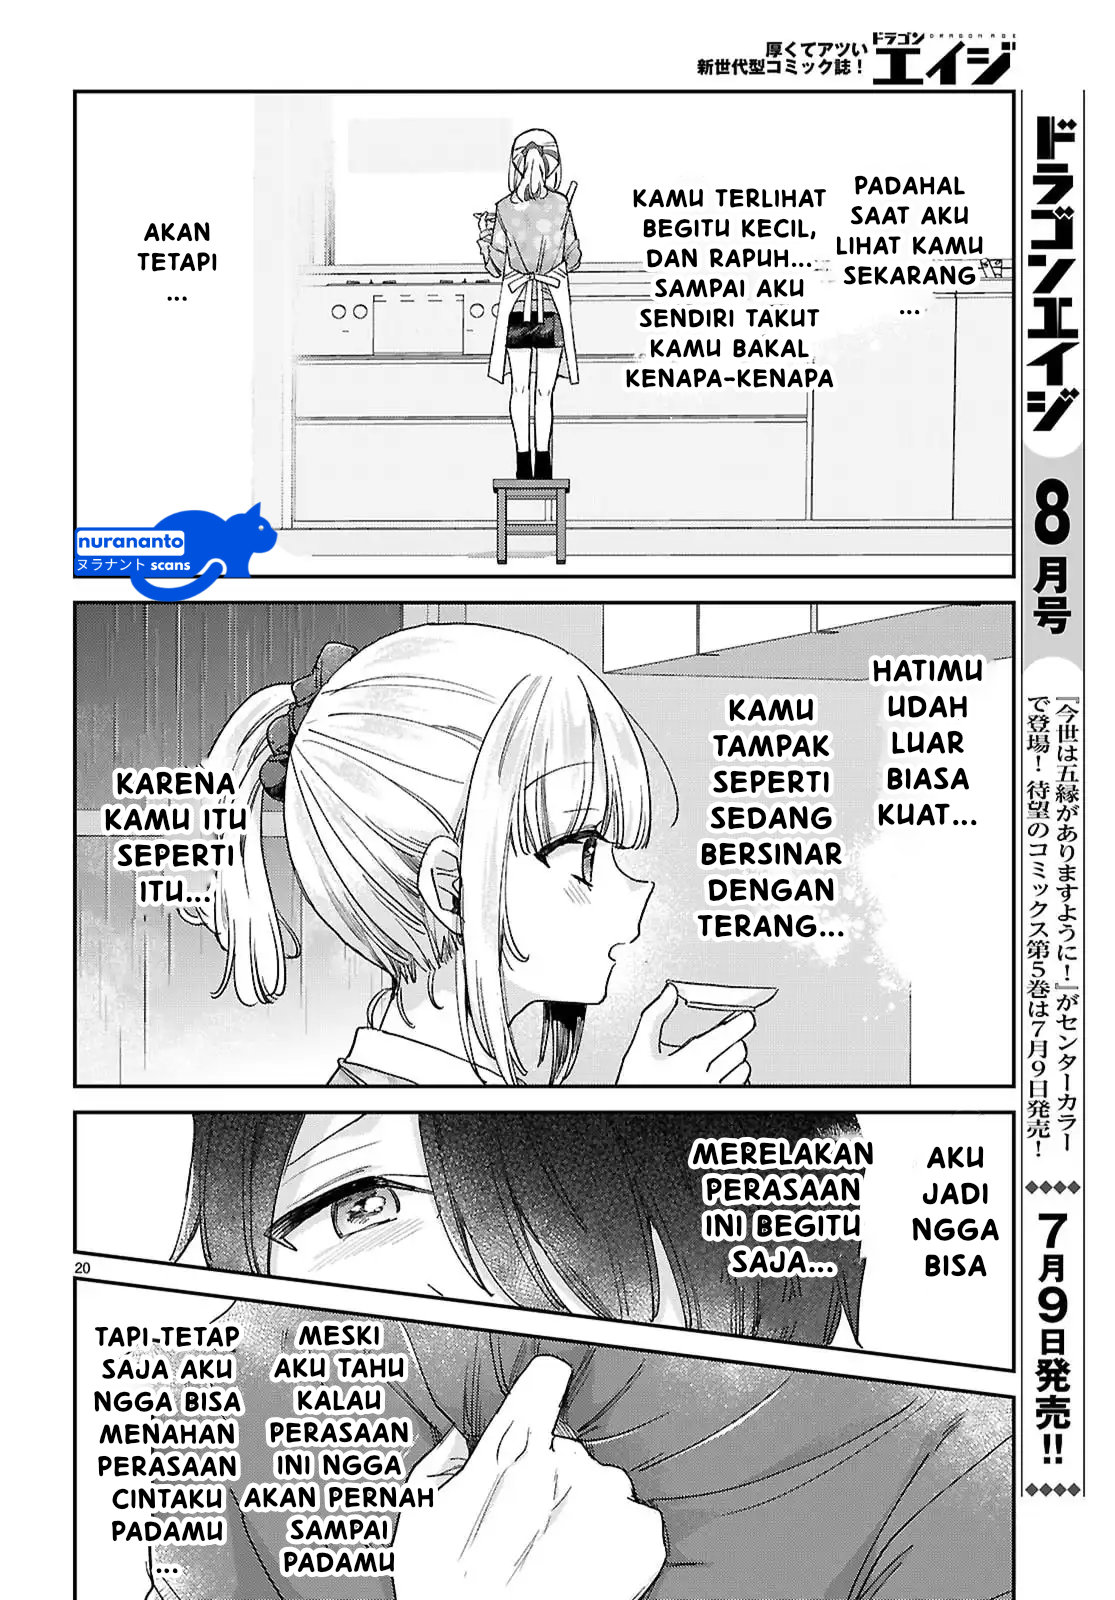 厚くてアツい
新世代型コミック誌！
ドラゴン
DRAGON AGE
エイジ
PADAHAL
SAAT AKU
LIHAT KAMU
SEKARANG
...
KAMU TERLIHAT
BEGITU KECIL,
DAN RAPUH...
SAMPAI AKU
SENDIRI TAKUT
KAMU BAKAL
KENAPA-KENAPA
AKAN
TETAPI
...
nurananto
ヌラナント scans
HATIMU
UDAH
LUAR
BIASA
KUAT...
KAMU
TAMPAK
SEPERTI
SEDANG
BERSINAR
DENGAN
TERANG...
KARENA
KAMU ITU
SEPERTI
ITU...
AKU
JADI
NGGA
BISA
MERELAKAN
PERASAAN
INI BEGITU
SAJA...
20
MESKI
AKU TAHU
KALAU
PERASAAN
INI NGGA
AKAN PERNAH
SAMPAI
PADAMU
TAPI TETAP
SAJA AKU
NGGA BISA
MENAHAN
PERASAAN
CINTAKU
PADAMU
...
ドラゴンエイジ
8月号
『今世は五縁がありますように！』がセンターカラー
で登場！ 待望のコミックス第5巻は7月9日発売！
7月9日発売!!